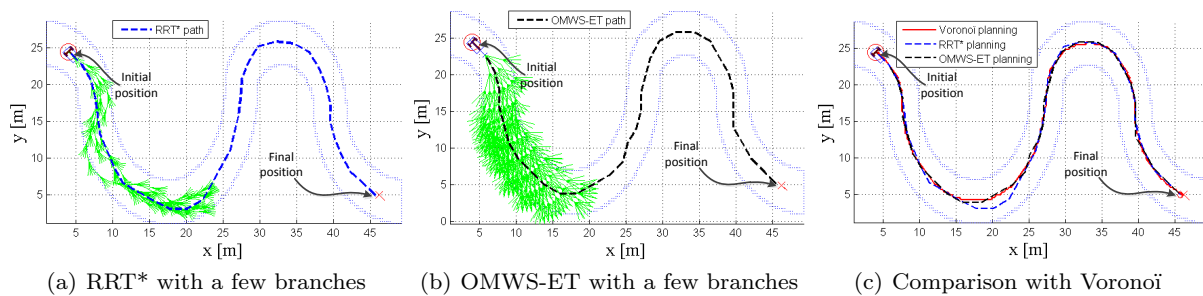 RRT* path
25
20
15
10
5
y [m]
Initial
position
Final
position
5 10 15 20 25 30 35 40 45
x [m]
(a) RRT* with a few branches
OMWS-ET path
25
20
15
10
5
0
y [m]
Initial
position
Final
position
5 10 15 20 25 30 35 40 45
x [m]
(b) OMWS-ET with a few branches
Voronoï planning
RRT* planning
OMWS-ET planning
25
20
15
10
5
y [m]
Initial
position
Final
position
5 10 15 20 25 30 35 40 45
x [m]
(c) Comparison with Voronoï